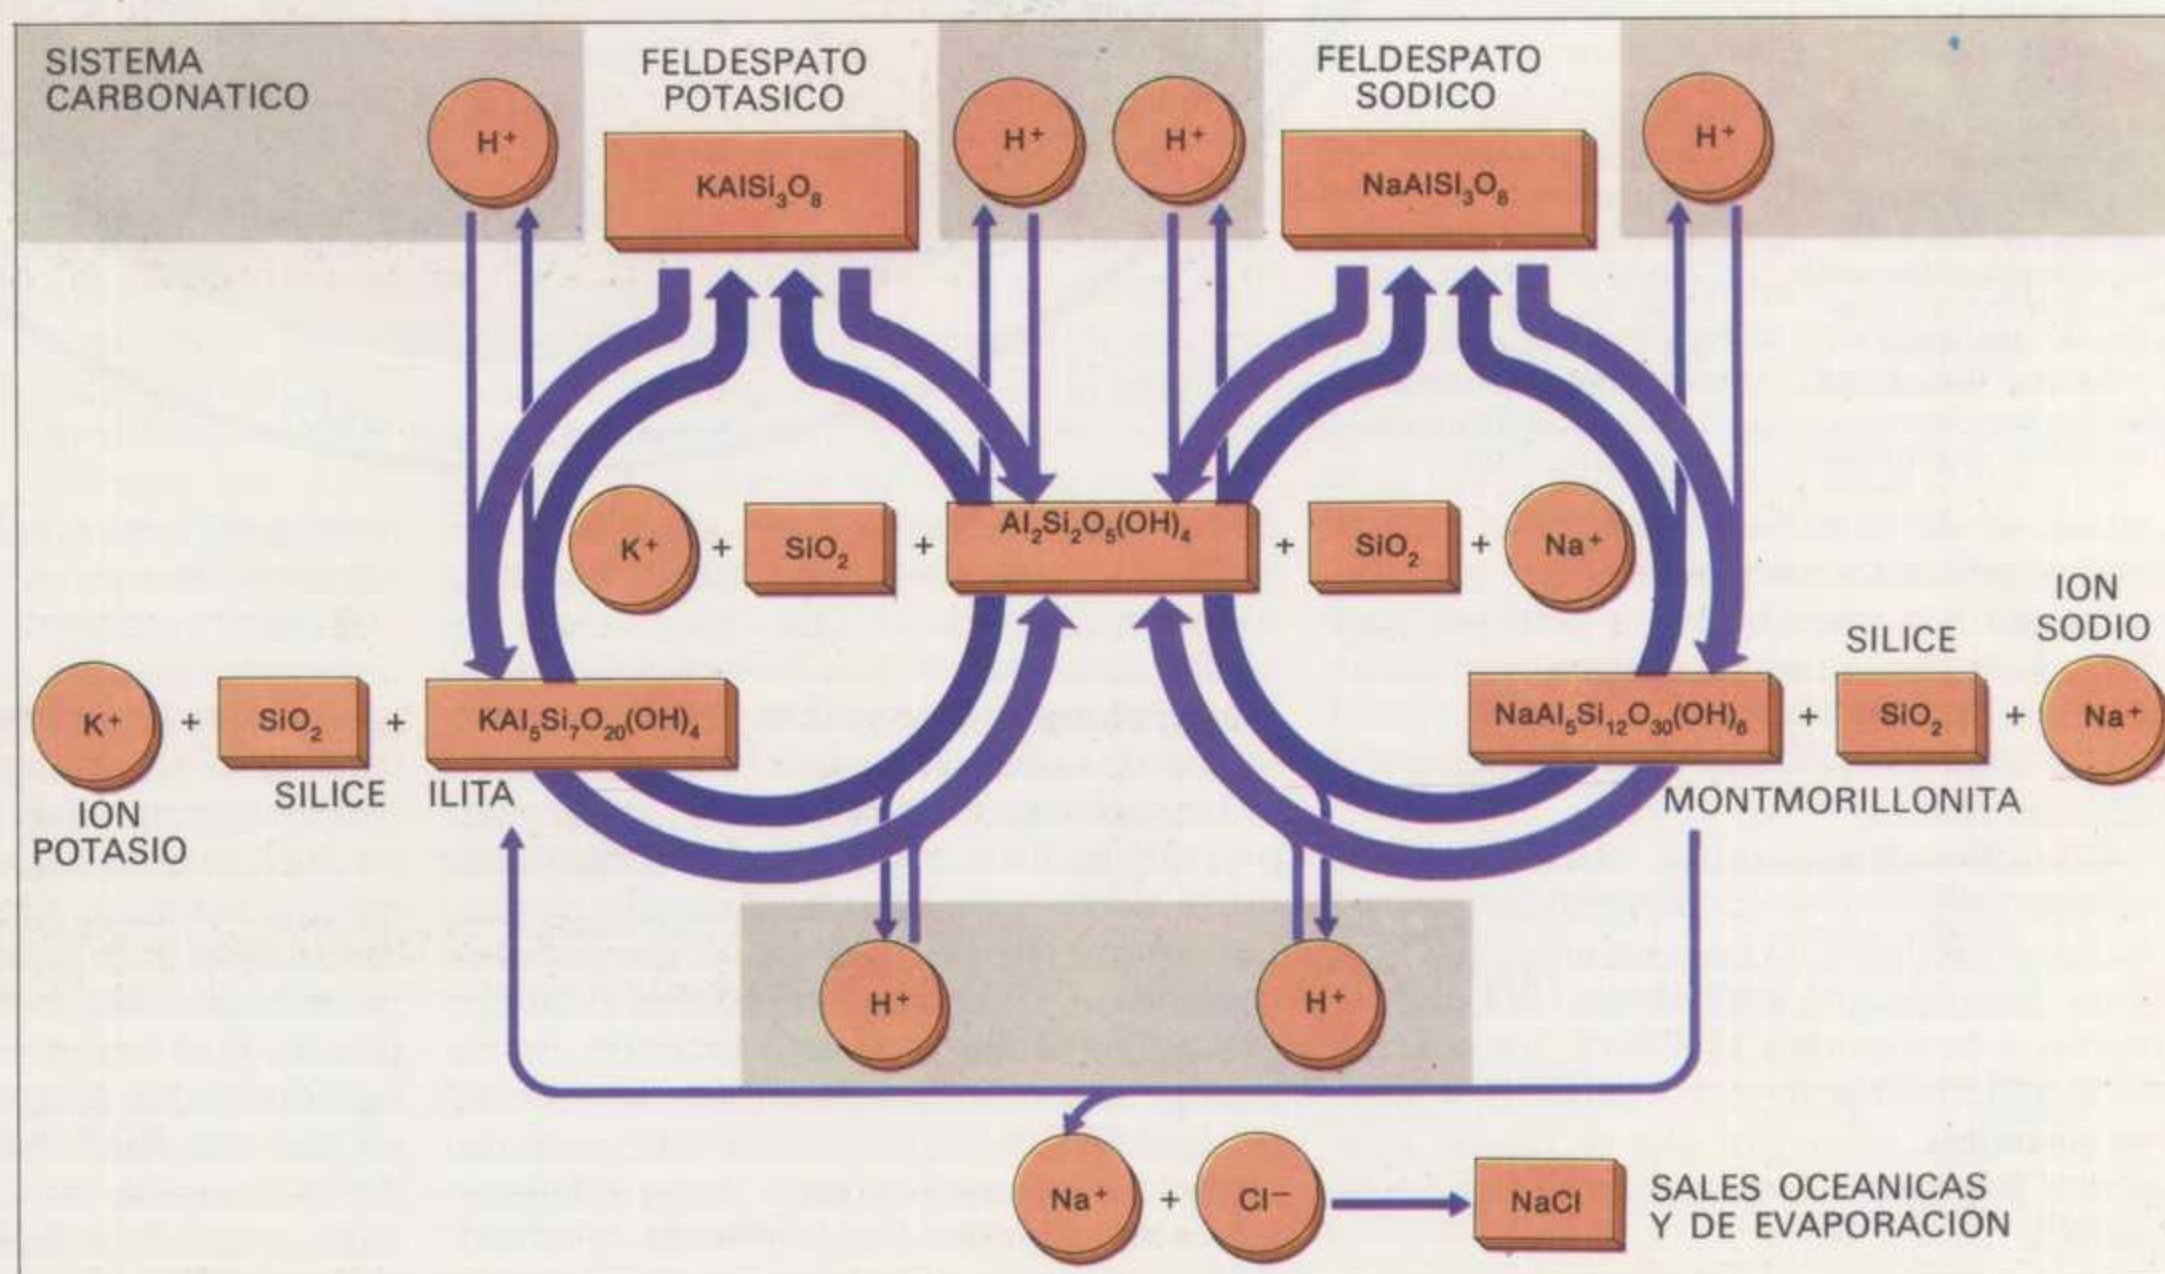 SISTEMA
CARBONATICO
H⁺
FELDESPATO
POTASICO
KAlSi₃O₈
H⁺
H⁺
FELDESPATO
SODICO
NaAlSi₃O₈
H⁺
K⁺ + SiO₂ + Al₂Si₂O₅(OH)₄ + SiO₂ + Na⁺
K⁺ + SiO₂ + KAl₅Si₇O₂₀(OH)₄
ION
POTASIO
SILICE
ILITA
NaAl₅Si₁₂O₃₀(OH)₆ + SiO₂ + Na⁺
MONTMORILLONITA
SILICE
ION
SODIO
H⁺
H⁺
Na⁺ + Cl⁻
NaCl
SALES OCEANICAS
Y DE EVAPORACION